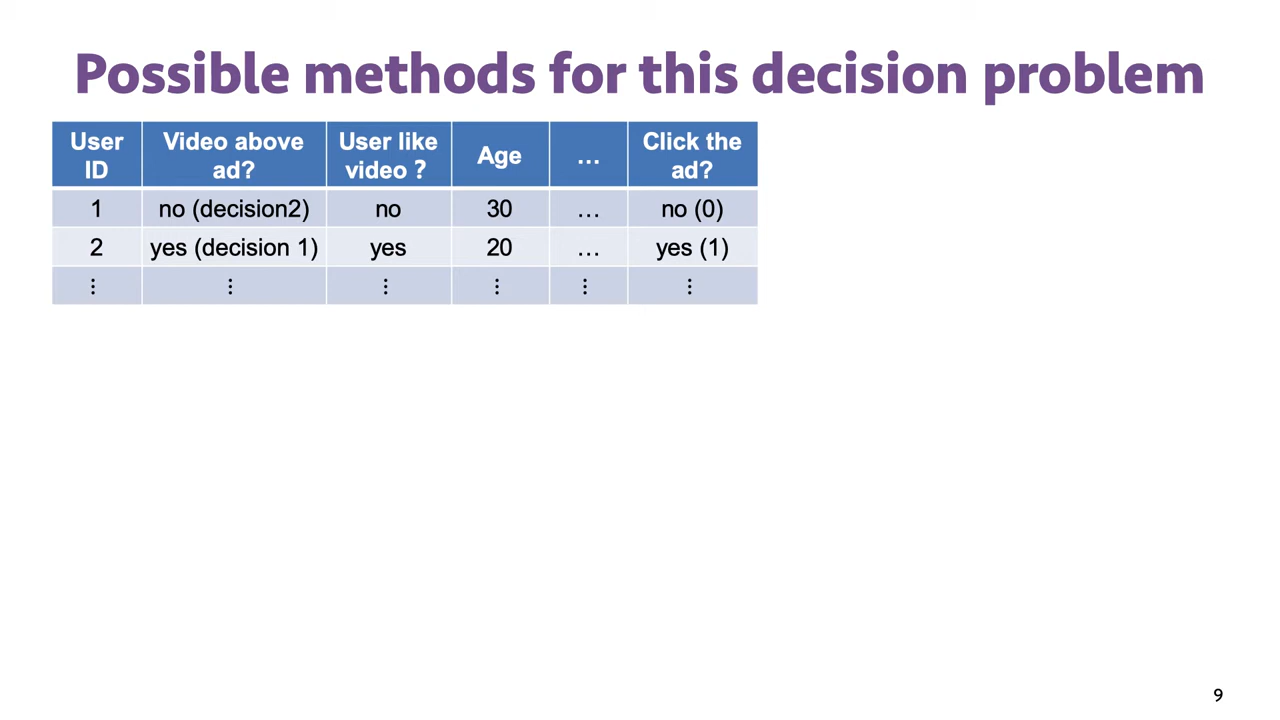 Possible methods for this decision problem
User ID | Video above ad? | User like video ? | Age | … | Click the ad?
1 | no (decision2) | no | 30 | … | no (0)
2 | yes (decision 1) | yes | 20 | … | yes (1)
⋮ | ⋮ | ⋮ | ⋮ | ⋮ | ⋮
9